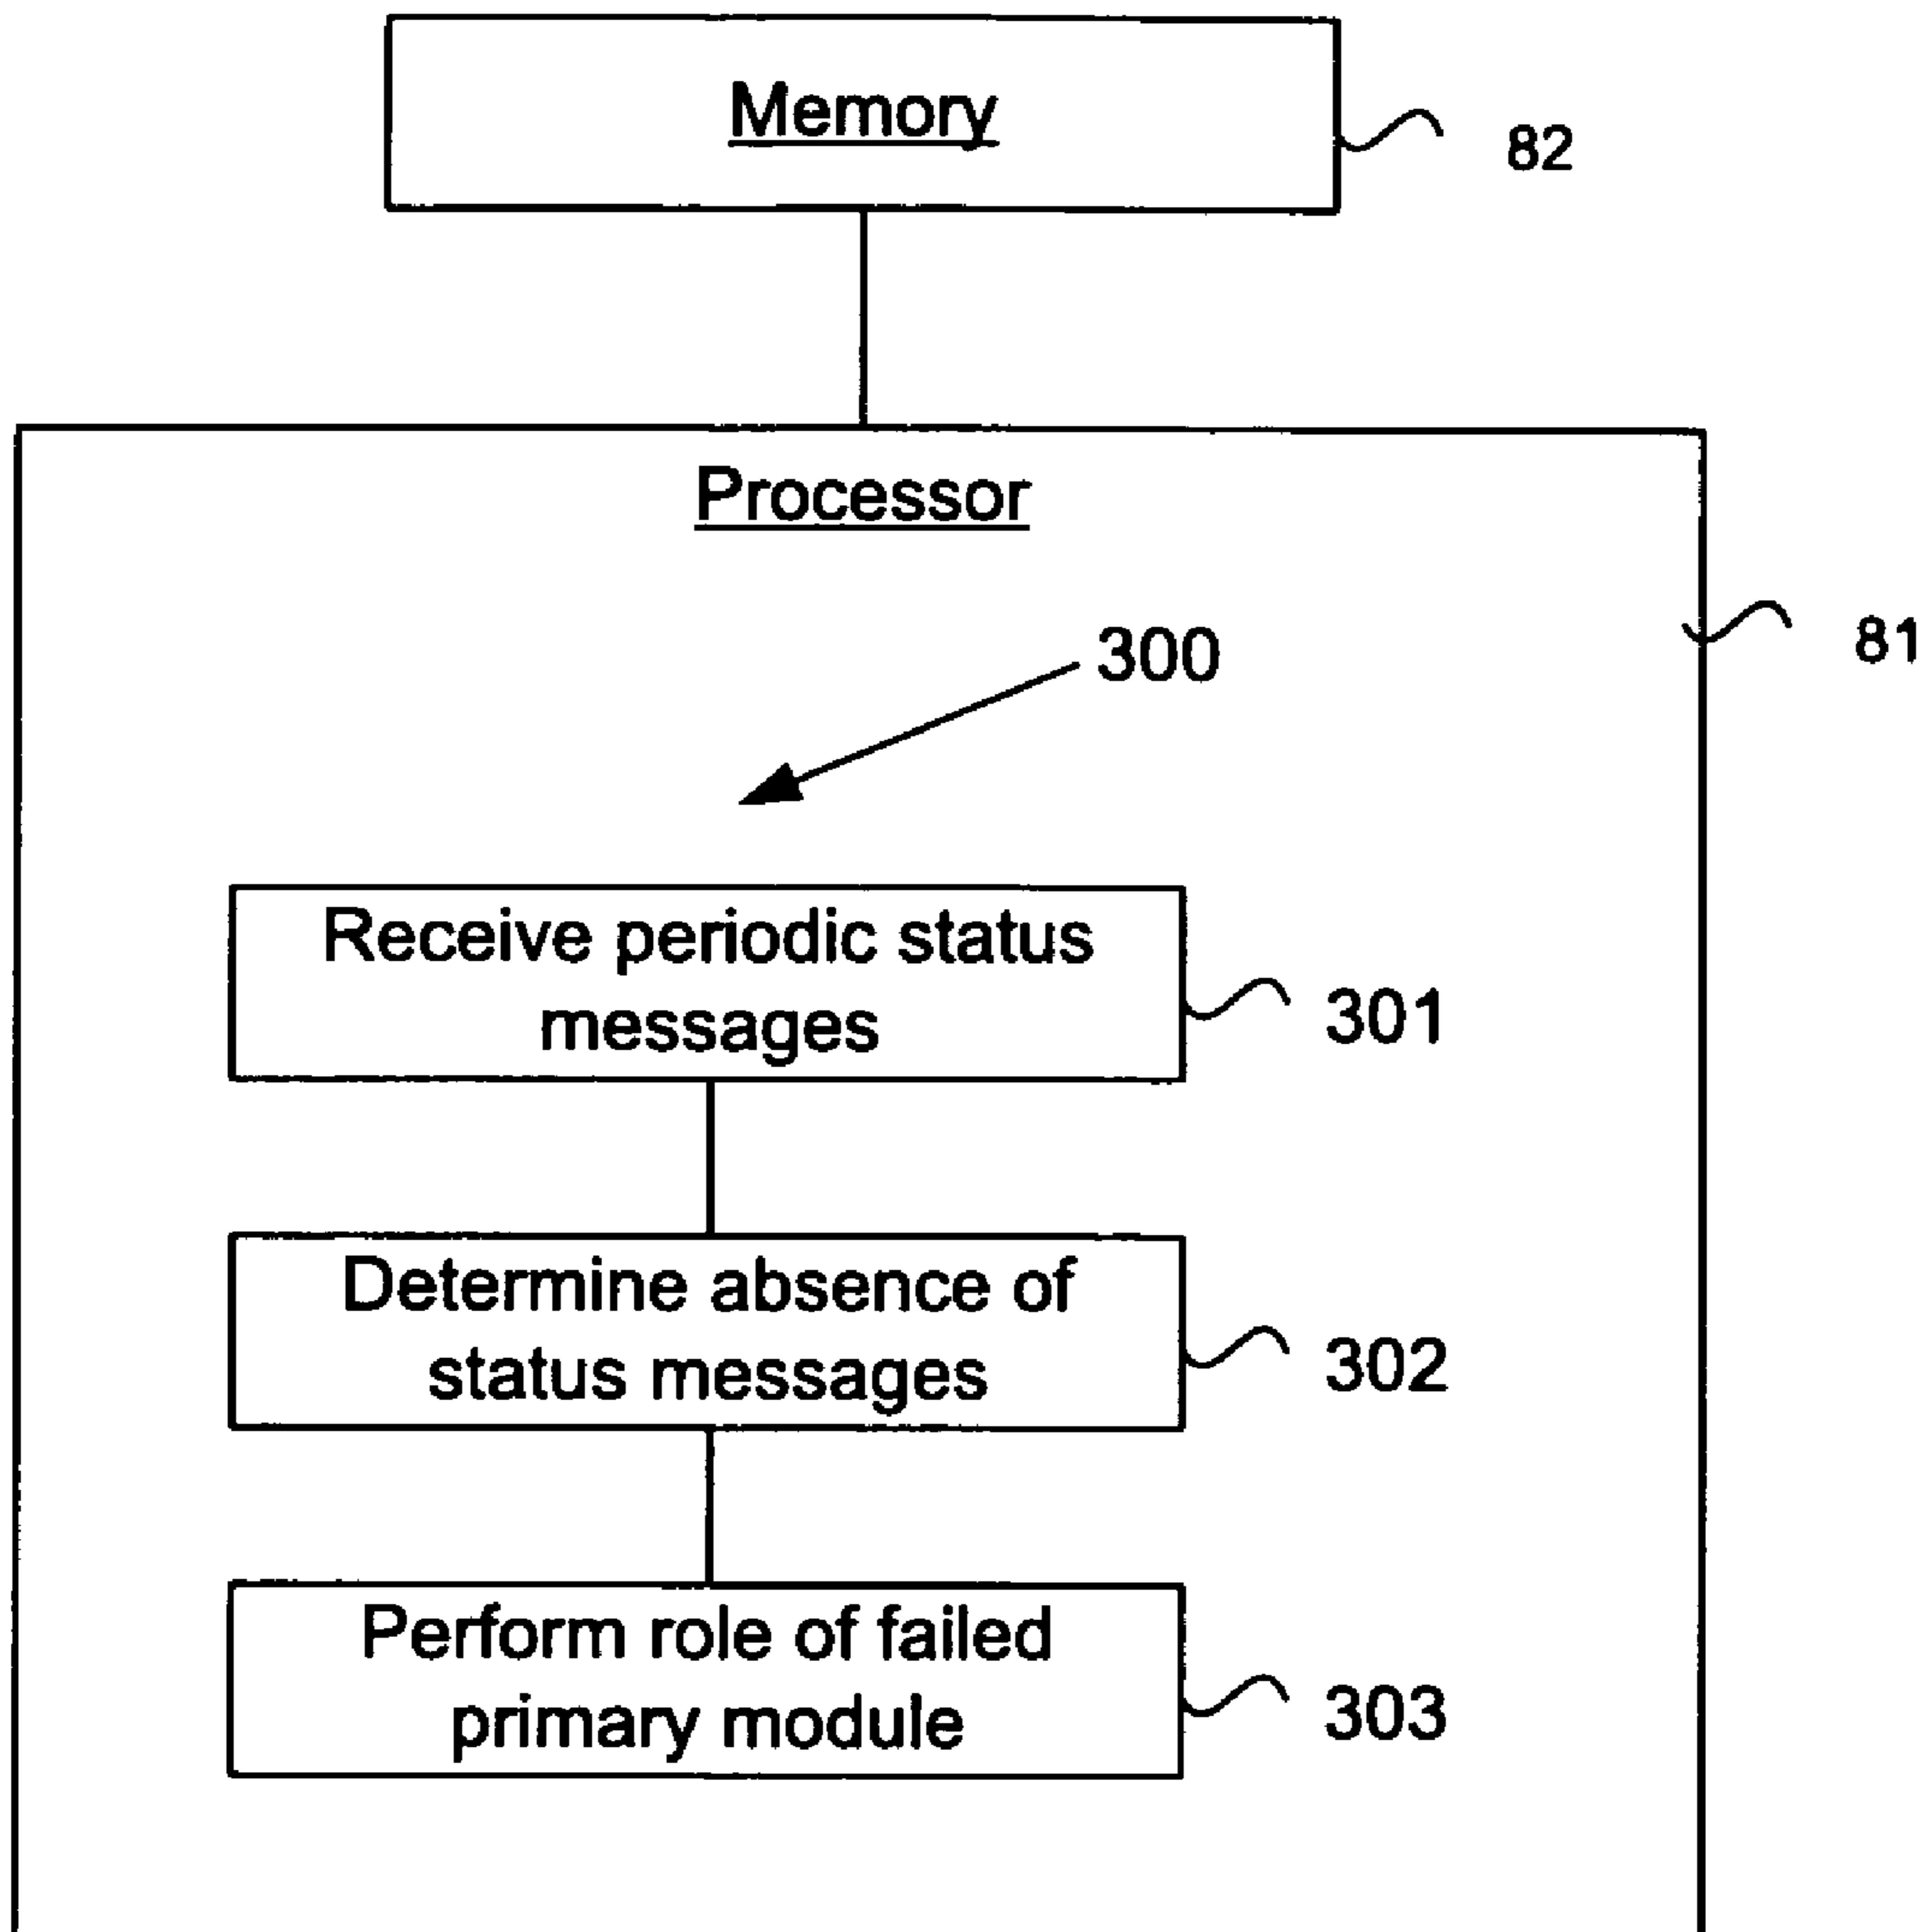 Memory
82
Processor
81
300
Receive periodic status
messages
301
Determine absence of
status messages
302
Perform role of failed
primary module
303